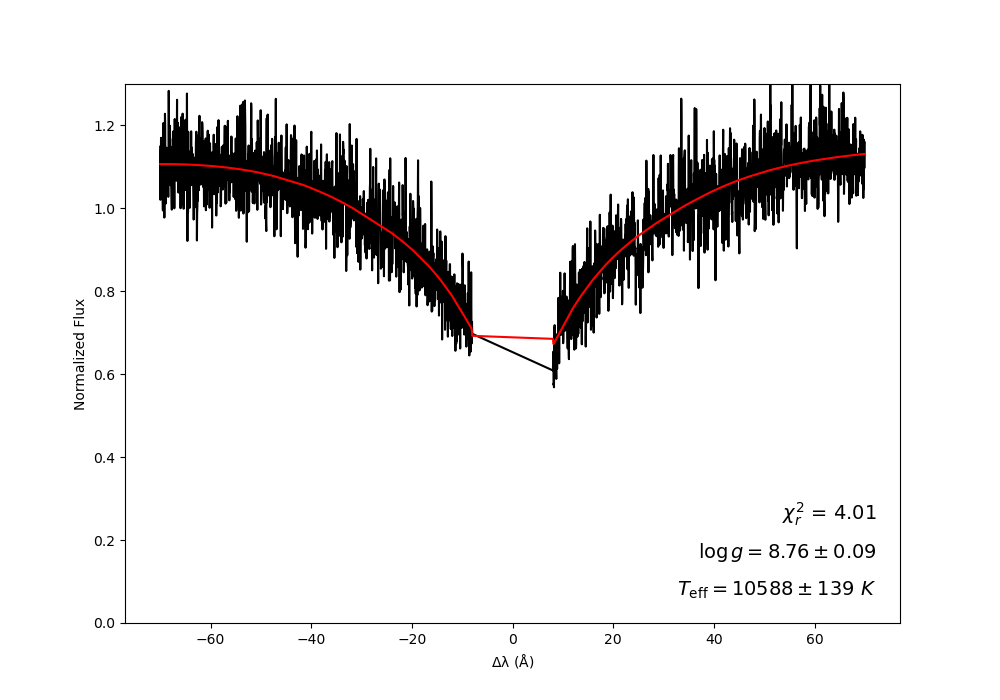 1.2
1.0
0.8
0.6
0.4
0.2
0.0
Normalized Flux
χ²ᵣ = 4.01
log g = 8.76 ± 0.09
T_eff = 10588 ± 139 K
−60 −40 −20 0 20 40 60
Δλ (Å)